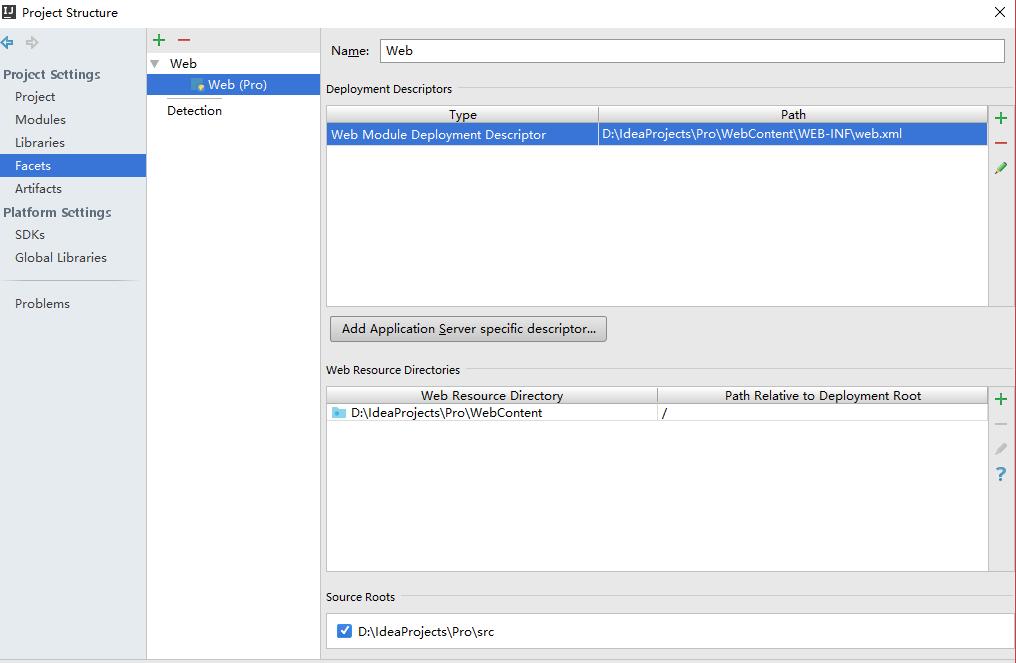 Project Structure
Project Settings
Project
Modules
Libraries
Facets
Artifacts
Platform Settings
SDKs
Global Libraries
Problems
Web
Web (Pro)
Detection
Name: Web
Deployment Descriptors
Type Path
Web Module Deployment Descriptor D:\IdeaProjects\Pro\WebContent\WEB-INF\web.xml
Add Application Server specific descriptor...
Web Resource Directories
Web Resource Directory Path Relative to Deployment Root
D:\IdeaProjects\Pro\WebContent /
Source Roots
D:\IdeaProjects\Pro\src